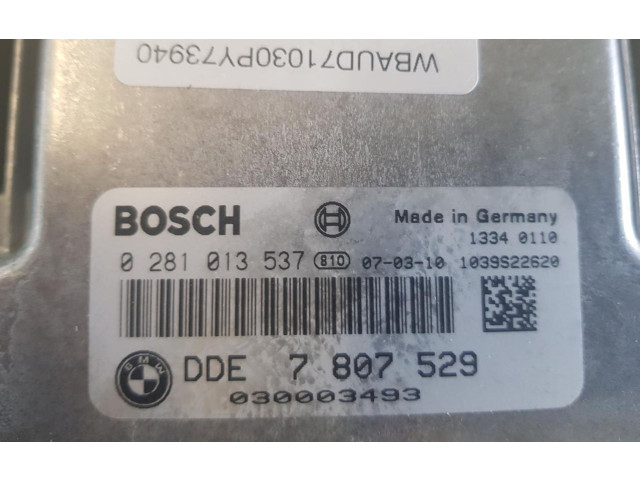 WBAUD71030PY73940
BOSCH Made in Germany
1334 0110
0 281 013 537 810 07-03-10 1039S22620
BMW DDE 7 807 529
030003493